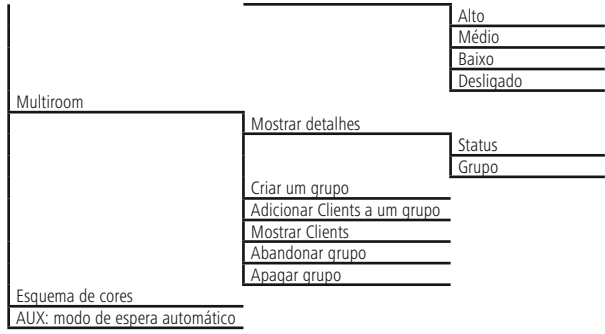 Alto
Médio
Baixo
Desligado
Multiroom
Mostrar detalhes
Status
Grupo
Criar um grupo
Adicionar Clients a um grupo
Mostrar Clients
Abandonar grupo
Apagar grupo
Esquema de cores
AUX: modo de espera automático